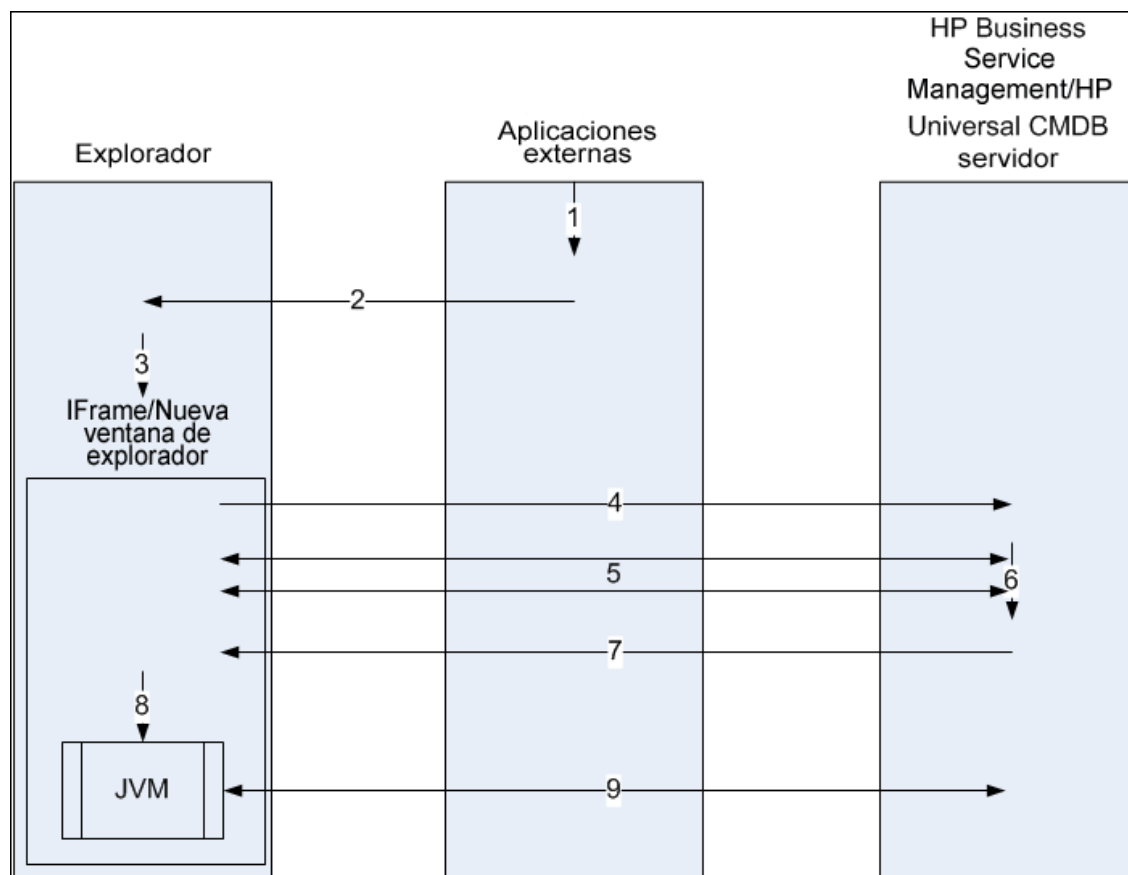 HP Business
Service
Management/HP
Universal CMDB
servidor
Aplicaciones
externas
Explorador
1
2
3
IFrame/Nueva
ventana de
explorador
4
5
6
7
8
JVM
9